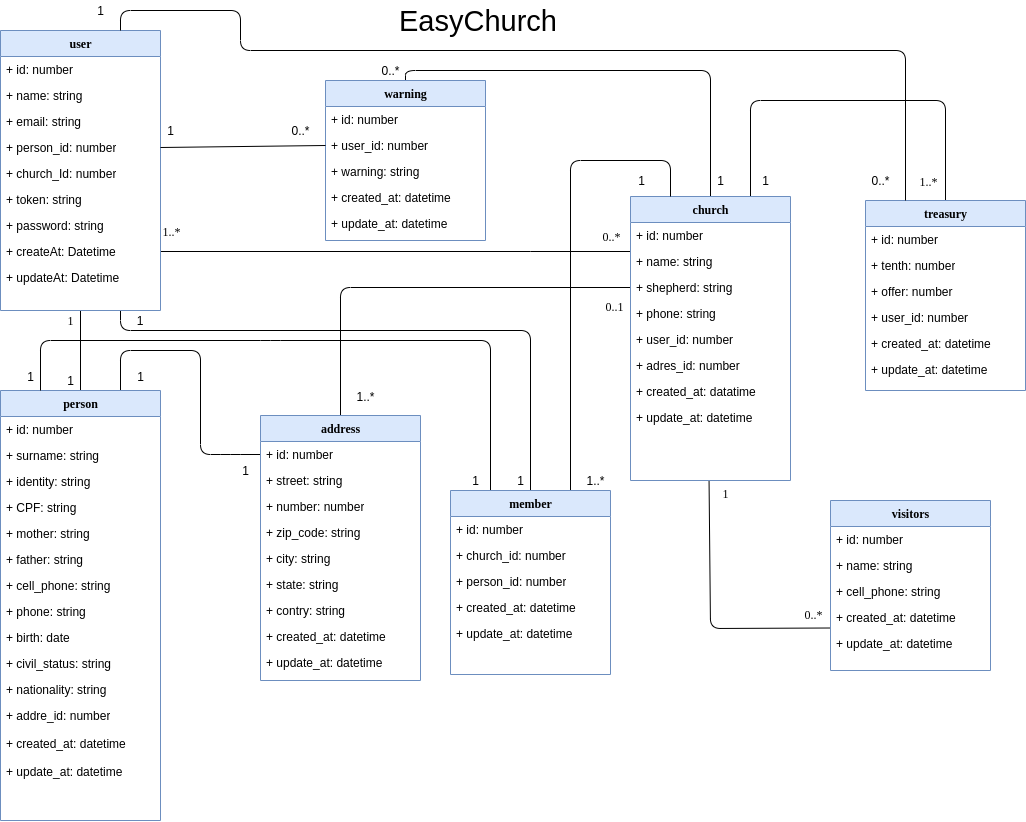 EasyChurch
1
user
+ id: number
+ name: string
+ email: string
+ person_id: number
+ church_Id: number
+ token: string
+ password: string
+ createAt: Datetime
+ updateAt: Datetime
1
0..*
1..*
0..*
warning
+ id: number
+ user_id: number
+ warning: string
+ created_at: datetime
+ update_at: datetime
0..*
1
1
1
church
+ id: number
+ name: string
+ shepherd: string
+ phone: string
+ user_id: number
+ adres_id: number
+ created_at: datatime
+ update_at: datetime
0..*
0..1
0..*
1..*
treasury
+ id: number
+ tenth: number
+ offer: number
+ user_id: number
+ created_at: datetime
+ update_at: datetime
1
1
1
1
1
person
+ id: number
+ surname: string
+ identity: string
+ CPF: string
+ mother: string
+ father: string
+ cell_phone: string
+ phone: string
+ birth: date
+ civil_status: string
+ nationality: string
+ addre_id: number
+ created_at: datetime
+ update_at: datetime
1..*
1
address
+ id: number
+ street: string
+ number: number
+ zip_code: string
+ city: string
+ state: string
+ contry: string
+ created_at: datetime
+ update_at: datetime
1
1
1..*
member
+ id: number
+ church_id: number
+ person_id: number
+ created_at: datetime
+ update_at: datetime
1
0..*
visitors
+ id: number
+ name: string
+ cell_phone: string
+ created_at: datetime
+ update_at: datetime